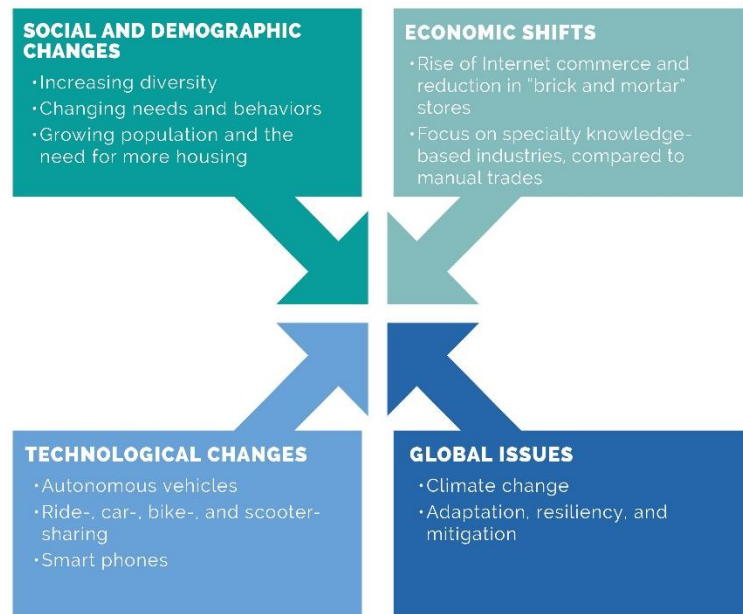 SOCIAL AND DEMOGRAPHIC
CHANGES
•Increasing diversity
•Changing needs and behaviors
•Growing population and the
need for more housing
ECONOMIC SHIFTS
•Rise of Internet commerce and
reduction in "brick and mortar"
stores
•Focus on specialty knowledge-
based industries, compared to
manual trades
TECHNOLOGICAL CHANGES
•Autonomous vehicles
•Ride-, car-, bike-, and scooter-
sharing
•Smart phones
GLOBAL ISSUES
•Climate change
•Adaptation, resiliency, and
mitigation